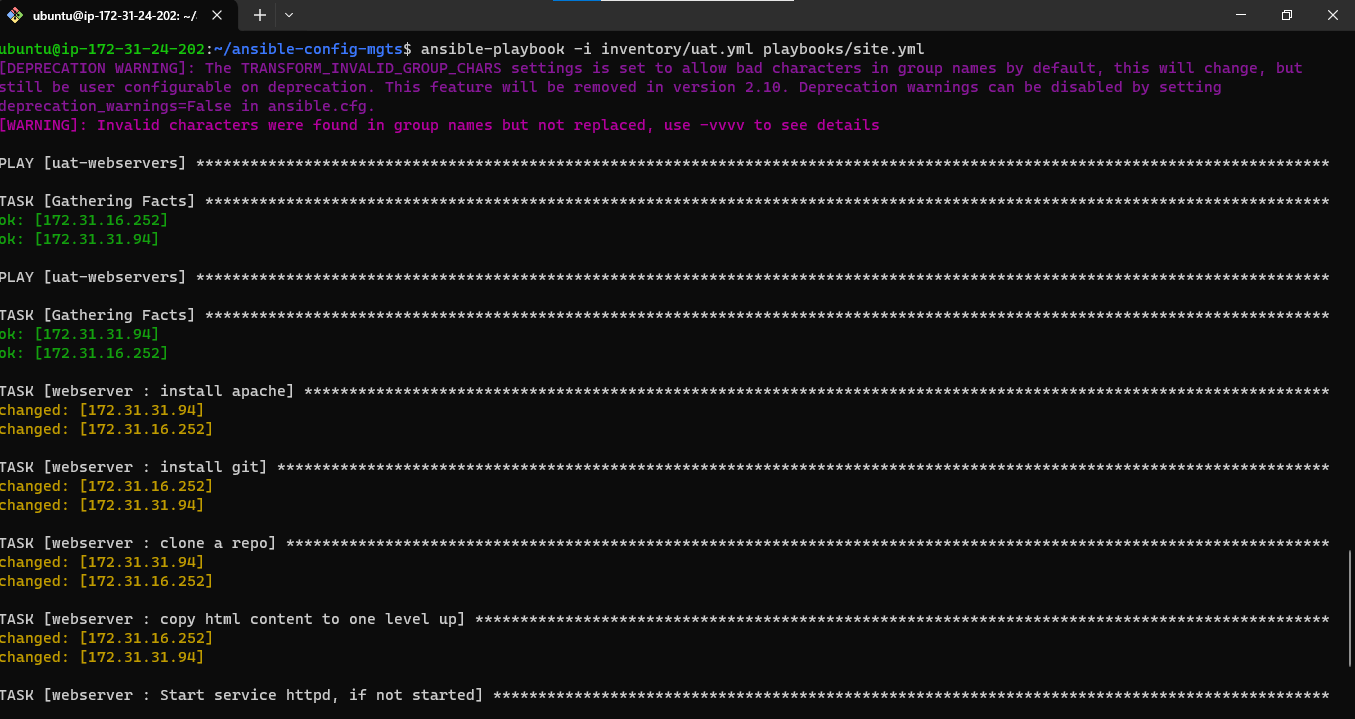 ubuntu@ip-172-31-24-202: ~/
ubuntu@ip-172-31-24-202:~/ansible-config-mgts$ ansible-playbook -i inventory/uat.yml playbooks/site.yml
[DEPRECATION WARNING]: The TRANSFORM_INVALID_GROUP_CHARS settings is set to allow bad characters in group names by default, this will change, but
still be user configurable on deprecation. This feature will be removed in version 2.10. Deprecation warnings can be disabled by setting
deprecation_warnings=False in ansible.cfg.
[WARNING]: Invalid characters were found in group names but not replaced, use -vvvv to see details
PLAY [uat-webservers] ******************************************************************************************************************************
TASK [Gathering Facts] *****************************************************************************************************************************
ok: [172.31.16.252]
ok: [172.31.31.94]
PLAY [uat-webservers] ******************************************************************************************************************************
TASK [Gathering Facts] *****************************************************************************************************************************
ok: [172.31.31.94]
ok: [172.31.16.252]
TASK [webserver : install apache] ******************************************************************************************************************
changed: [172.31.31.94]
changed: [172.31.16.252]
TASK [webserver : install git] *********************************************************************************************************************
changed: [172.31.16.252]
changed: [172.31.31.94]
TASK [webserver : clone a repo] ********************************************************************************************************************
changed: [172.31.31.94]
changed: [172.31.16.252]
TASK [webserver : copy html content to one level up] ***********************************************************************************************
changed: [172.31.16.252]
changed: [172.31.31.94]
TASK [webserver : Start service httpd, if not started] *********************************************************************************************